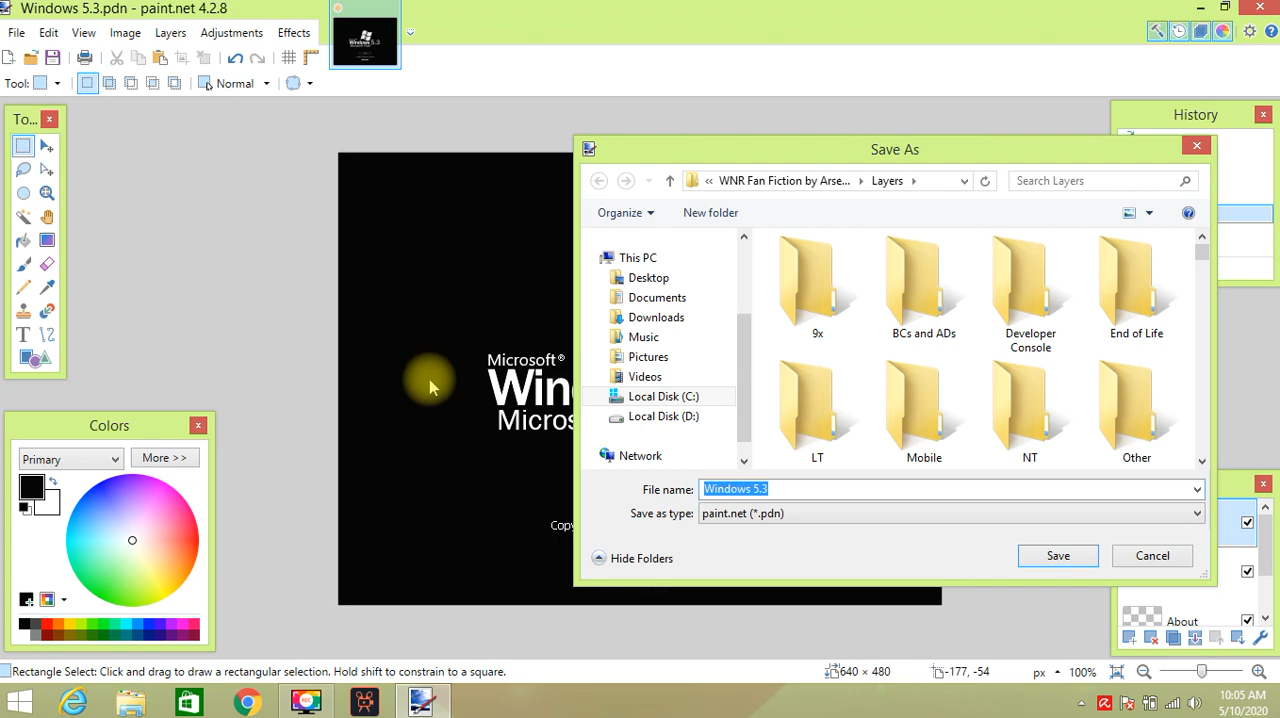 Windows 5.3.pdn - paint.net 4.2.8
File Edit View Image Layers Adjustments Effects
Windows 5.3
Tool: Normal
To...
History
Save As
WNR Fan Fiction by Arse... Layers
Search Layers
Organize New folder
This PC
Desktop
Documents
Downloads
Music
Pictures
Videos
Local Disk (C:)
Local Disk (D:)
Network
9x
BCs and ADs
Developer Console
End of Life
LT
Mobile
NT
Other
Microsoft®
Win
Micros
Copy
File name: Windows 5.3
Save as type: paint.net (*.pdn)
Hide Folders
Save
Cancel
Colors
Primary
More >>
About
Rectangle Select: Click and drag to draw a rectangular selection. Hold shift to constrain to a square.
640 × 480
-177, -54
px
100%
REC
10:05 AM
5/10/2020